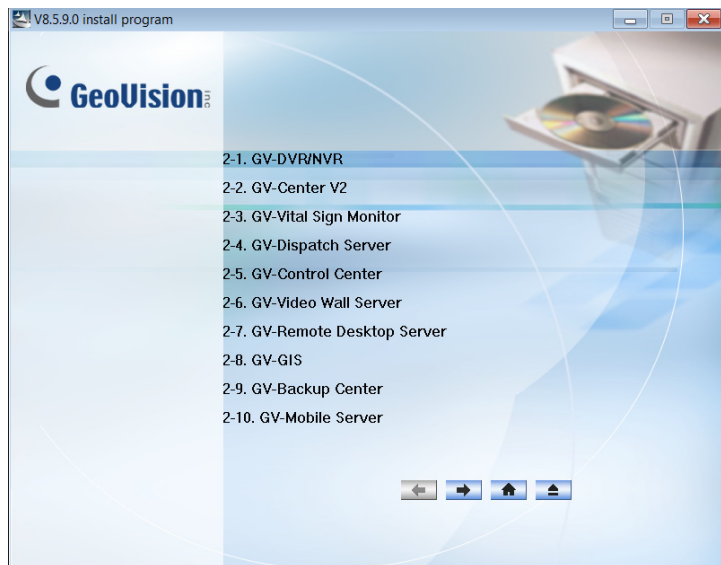 V8.5.9.0 install program
GeoVision inc
2-1. GV-DVR/NVR
2-2. GV-Center V2
2-3. GV-Vital Sign Monitor
2-4. GV-Dispatch Server
2-5. GV-Control Center
2-6. GV-Video Wall Server
2-7. GV-Remote Desktop Server
2-8. GV-GIS
2-9. GV-Backup Center
2-10. GV-Mobile Server